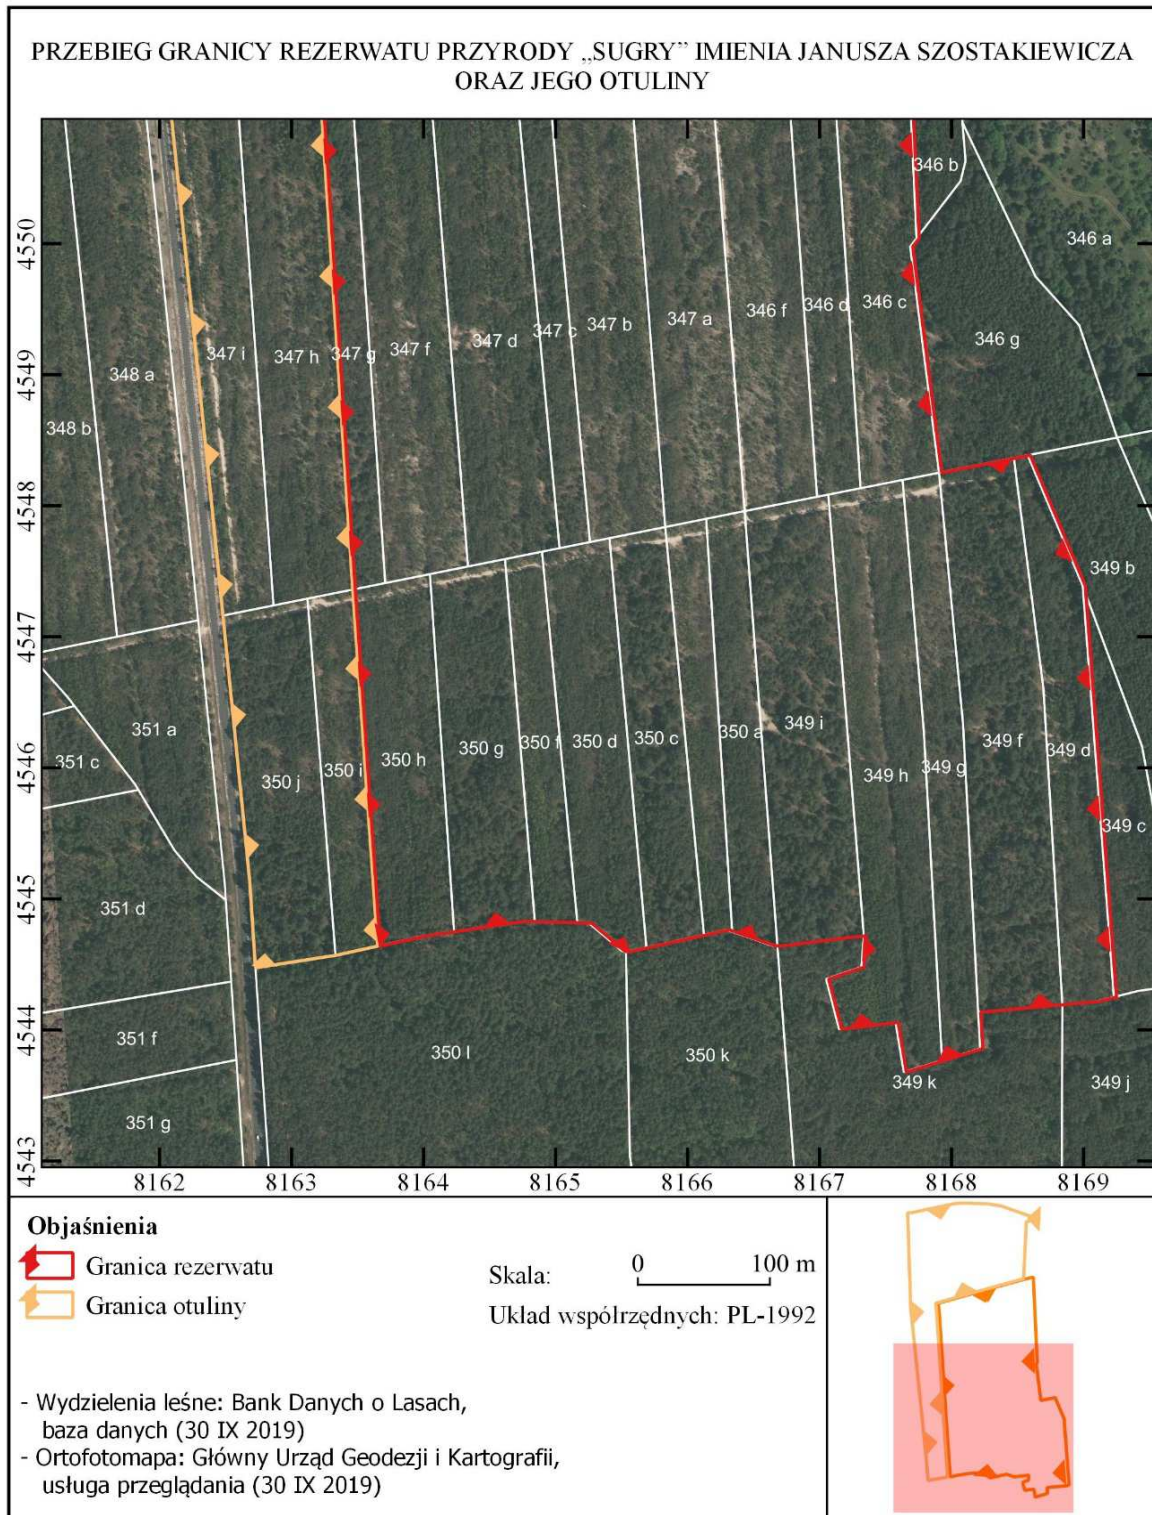 PRZEBIEG GRANICY REZERWATU PRZYRODY „SUGRY” IMIENIA JANUSZA SZOSTAKIEWICZA
ORAZ JEGO OTULINY
346 b
346 a
4550
347 i
347 h
347 g
347 f
347 d
347 c
347 b
347 a
346 f
346 d
346 c
346 g
4549
348 a
348 b
4548
349 b
4547
351 a
351 c
350 j
350 i
350 h
350 g
350 f
350 d
350 c
350 a
349 i
349 h
349 g
349 f
349 d
349 c
4546
4545
351 d
4544
351 f
350 l
350 k
349 k
349 j
351 g
4543
8162 8163 8164 8165 8166 8167 8168 8169
Objaśnienia
Granica rezerwatu
Granica otuliny
Skala: 0 100 m
Układ współrzędnych: PL-1992
- Wydzielenia leśne: Bank Danych o Lasach,
baza danych (30 IX 2019)
- Ortofotomapa: Główny Urząd Geodezji i Kartografii,
usługa przeglądania (30 IX 2019)